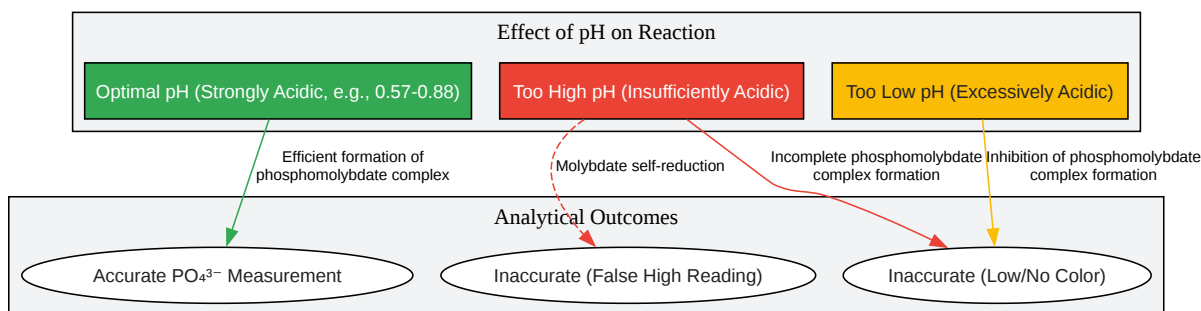 Effect of pH on Reaction
Optimal pH (Strongly Acidic, e.g., 0.57-0.88)
Too High pH (Insufficiently Acidic)
Too Low pH (Excessively Acidic)
Efficient formation of
phosphomolybdate complex
Molybdate self-reduction
Incomplete phosphomolybdate
complex formation
Inhibition of phosphomolybdate
complex formation
Analytical Outcomes
Accurate PO₄³⁻ Measurement
Inaccurate (False High Reading)
Inaccurate (Low/No Color)